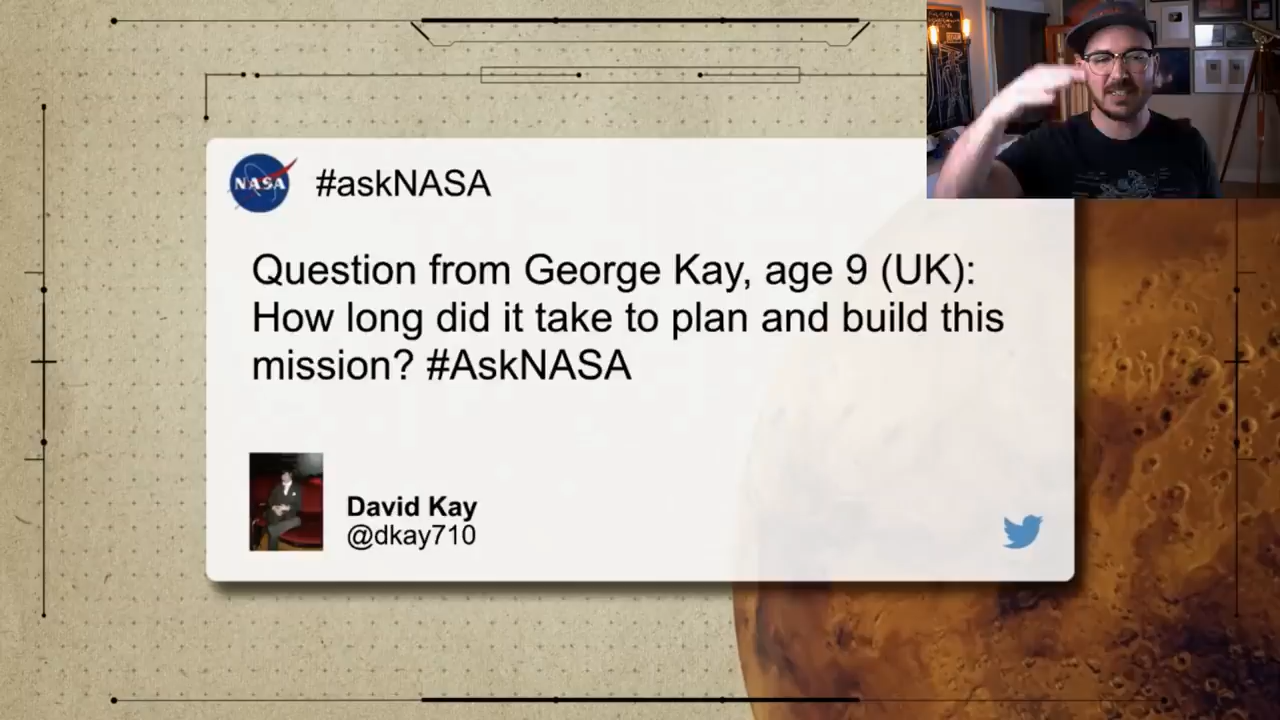 NASA
#askNASA
Question from George Kay, age 9 (UK):
How long did it take to plan and build this
mission? #AskNASA
David Kay
@dkay710